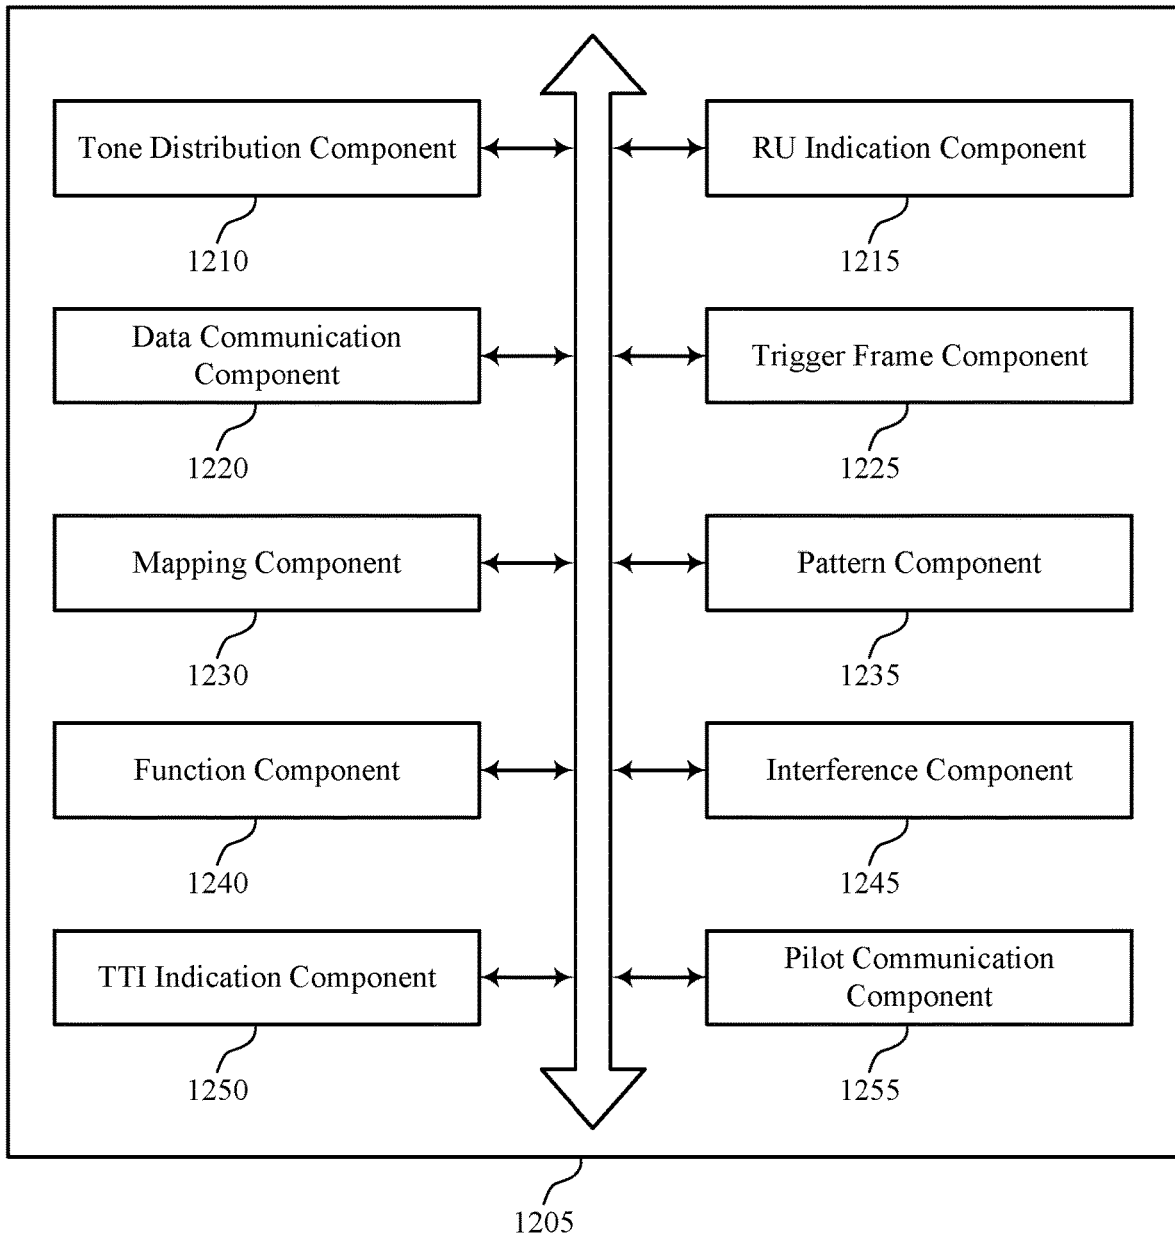 Tone Distribution Component
RU Indication Component
1210
1215
Data Communication
Component
Trigger Frame Component
1220
1225
Mapping Component
Pattern Component
1230
1235
Function Component
Interference Component
1240
1245
TTI Indication Component
Pilot Communication
Component
1250
1255
1205